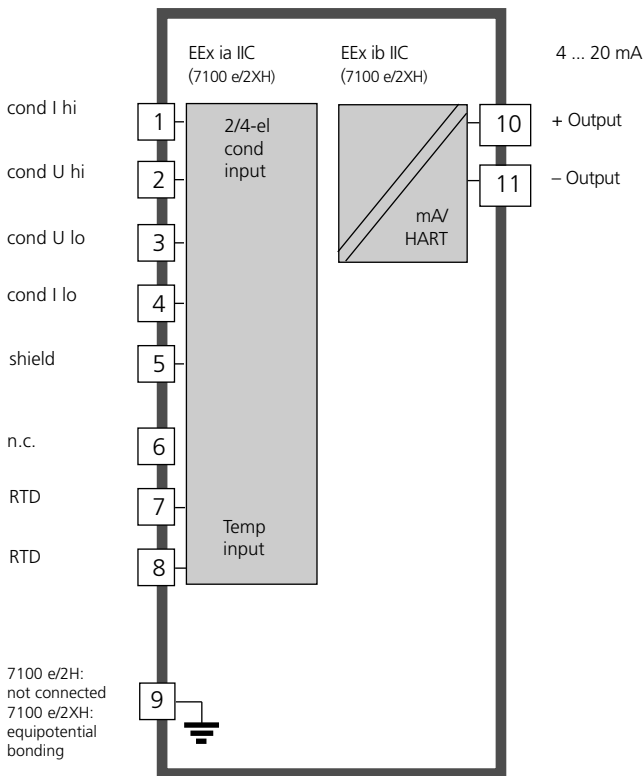 EEx ia IIC
(7100 e/2XH)
EEx ib IIC
(7100 e/2XH)
4 ... 20 mA
cond I hi
1
2/4-el
cond
input
10
+ Output
cond U hi
2
11
– Output
mA/
HART
cond U lo
3
cond I lo
4
shield
5
n.c.
6
RTD
7
Temp
input
RTD
8
7100 e/2H:
not connected
7100 e/2XH:
equipotential
bonding
9